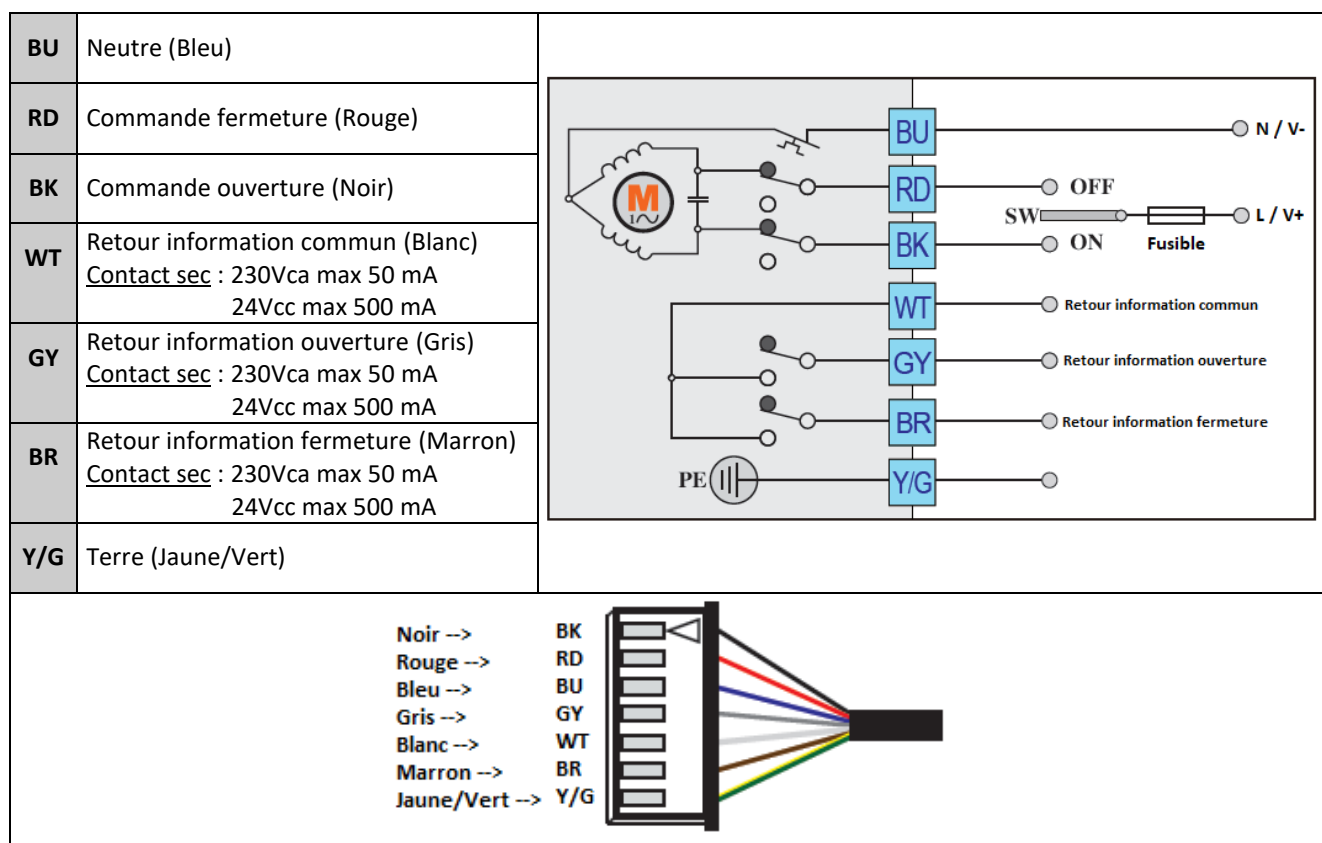 BU Neutre (Bleu)
RD Commande fermeture (Rouge)
BK Commande ouverture (Noir)
WT Retour information commun (Blanc)
Contact sec : 230Vca max 50 mA
24Vcc max 500 mA
GY Retour information ouverture (Gris)
Contact sec : 230Vca max 50 mA
24Vcc max 500 mA
BR Retour information fermeture (Marron)
Contact sec : 230Vca max 50 mA
24Vcc max 500 mA
Y/G Terre (Jaune/Vert)
BU N / V-
RD OFF
M
1~
SW L / V+
BK ON Fusible
WT Retour information commun
GY Retour information ouverture
BR Retour information fermeture
PE Y/G
Noir --> BK
Rouge --> RD
Bleu --> BU
Gris --> GY
Blanc --> WT
Marron --> BR
Jaune/Vert --> Y/G